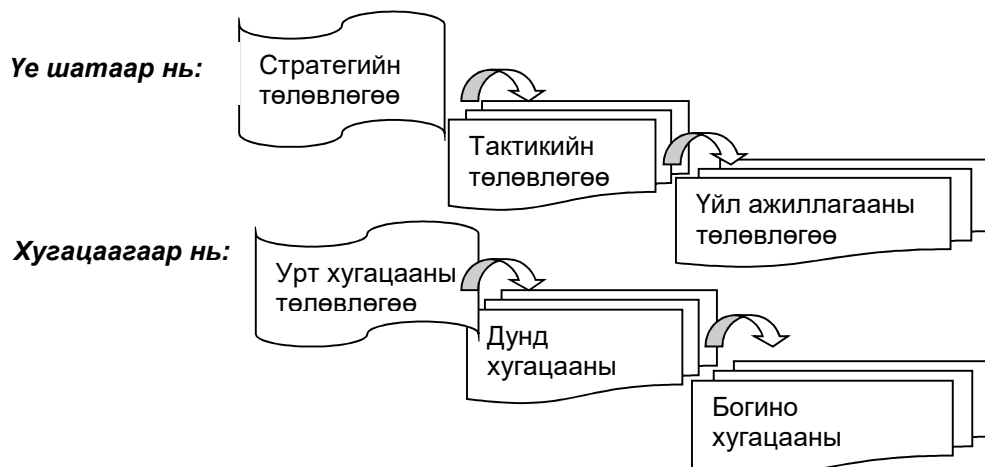 Үе шатаар нь:
Стратегийн
төлөвлөгөө
Тактикийн
төлөвлөгөө
Үйл ажиллагааны
төлөвлөгөө
Хугацаагаар нь:
Урт хугацааны
төлөвлөгөө
Дунд
хугацааны
Богино
хугацааны